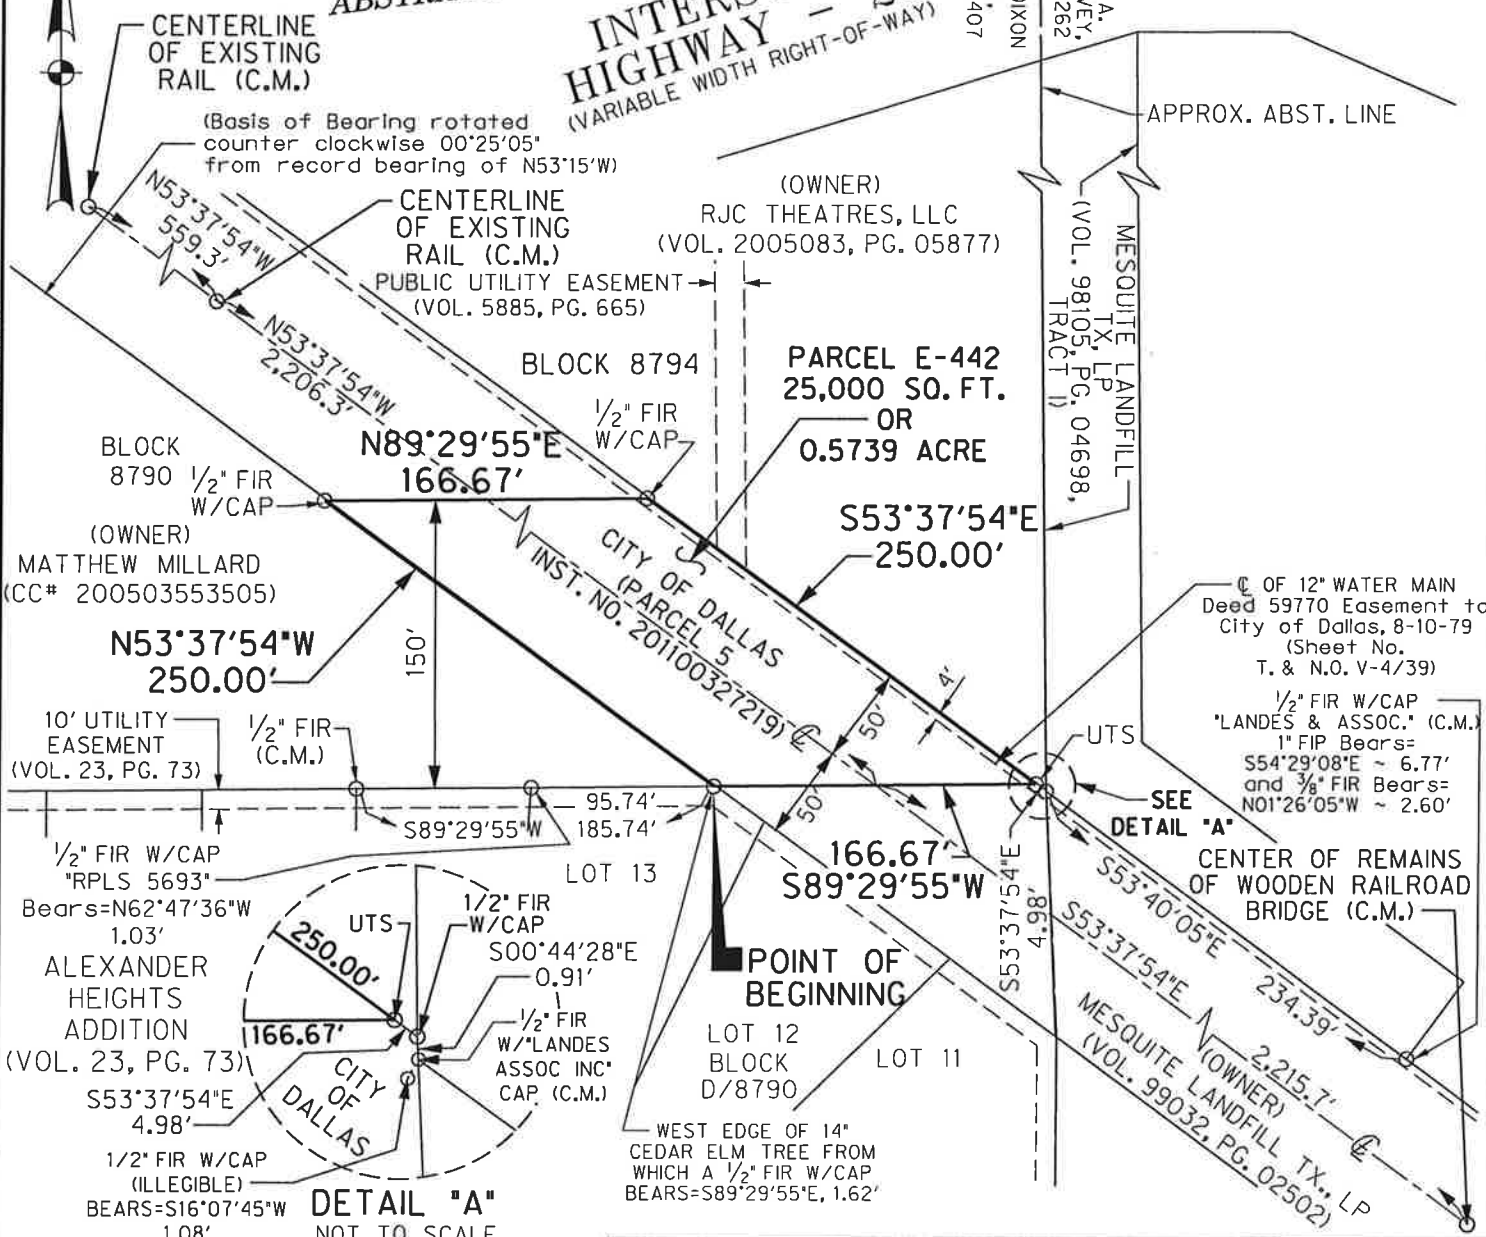 CENTERLINE
OF EXISTING
RAIL (C.M.)
HIGHWAY –
(VARIABLE WIDTH RIGHT-OF-WAY)
262
DIXON
407
(Basis of Bearing rotated
counter clockwise 00°25'05"
from record bearing of N53°15'W)
APPROX. ABST. LINE
N53°37'54"W
559.3'
CENTERLINE
OF EXISTING
RAIL (C.M.)
(OWNER)
RJC THEATRES, LLC
(VOL. 2005083, PG. 05877)
PUBLIC UTILITY EASEMENT
(VOL. 5885, PG. 665)
MESQUITE LANDFILL
TX, LP
(VOL. 98105, PG. 04698,
TRACT I)
N53°37'54"W
2,206.3'
BLOCK 8794
PARCEL E-442
25,000 SQ. FT.
OR
0.5739 ACRE
1/2" FIR
W/CAP
BLOCK
8790
1/2" FIR
W/CAP
N89°29'55"E
166.67'
S53°37'54"E
250.00'
(OWNER)
MATTHEW MILLARD
(CC# 200503553505)
CITY OF DALLAS
(PARCEL 5
INST. NO. 201100327219)
℄
℄ OF 12" WATER MAIN
Deed 59770 Easement to
City of Dallas, 8-10-79
(Sheet No.
T. & N.O. V-4/39)
N53°37'54"W
250.00'
150'
4'
50'
50'
1/2" FIR W/CAP
"LANDES & ASSOC." (C.M.)
1" FIP Bears=
S54°29'08"E ~ 6.77'
and 3/8" FIR Bears=
N01°26'05"W ~ 2.60'
10' UTILITY
EASEMENT
(VOL. 23, PG. 73)
1/2" FIR
(C.M.)
UTS
SEE
DETAIL "A"
95.74'
S89°29'55"W
185.74'
166.67'
S89°29'55"W
S53°37'54"E
4.98'
S53°40'05"E
234.39'
CENTER OF REMAINS
OF WOODEN RAILROAD
BRIDGE (C.M.)
1/2" FIR W/CAP
"RPLS 5693"
Bears=N62°47'36"W
1.03'
LOT 13
S53°37'54"E
2,215.7'
℄
POINT OF
BEGINNING
ALEXANDER
HEIGHTS
ADDITION
(VOL. 23, PG. 73)
UTS
1/2" FIR
W/CAP
S00°44'28"E
0.91'
250.00'
166.67'
1/2" FIR
W/"LANDES
ASSOC INC"
CAP (C.M.)
CITY
OF
DALLAS
S53°37'54"E
4.98'
LOT 12
BLOCK
D/8790
LOT 11
(OWNER)
MESQUITE LANDFILL TX., LP
(VOL. 99032, PG. 02502)
WEST EDGE OF 14"
CEDAR ELM TREE FROM
WHICH A 1/2" FIR W/CAP
BEARS=S89°29'55"E, 1.62'
1/2" FIR W/CAP
(ILLEGIBLE)
BEARS=S16°07'45"W
1.08'
DETAIL "A"
NOT TO SCALE